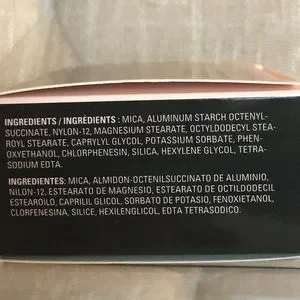 INGREDIENTS / INGRÉDIENTS : MICA, ALUMINUM STARCH OCTENYL-
SUCCINATE, NYLON-12, MAGNESIUM STEARATE, OCTYLDODECYL STEA-
ROYL STEARATE, CAPRYLYL GLYCOL, POTASSIUM SORBATE, PHEN-
OXYETHANOL, CHLORPHENESIN, SILICA, HEXYLENE GLYCOL, TETRA-
SODIUM EDTA.
INGREDIENTES: MICA, ALMIDON-OCTENILSUCCINATO DE ALUMINIO,
NILON-12, ESTEARATO DE MAGNESIO, ESTEARATO DE OCTILDODECIL
ESTEAROILO, CAPRILIL GLICOL, SORBATO DE POTASIO, FENOXIETANOL,
CLORFENESINA, SILICE, HEXILENGLICOL, EDTA TETRASODICO.